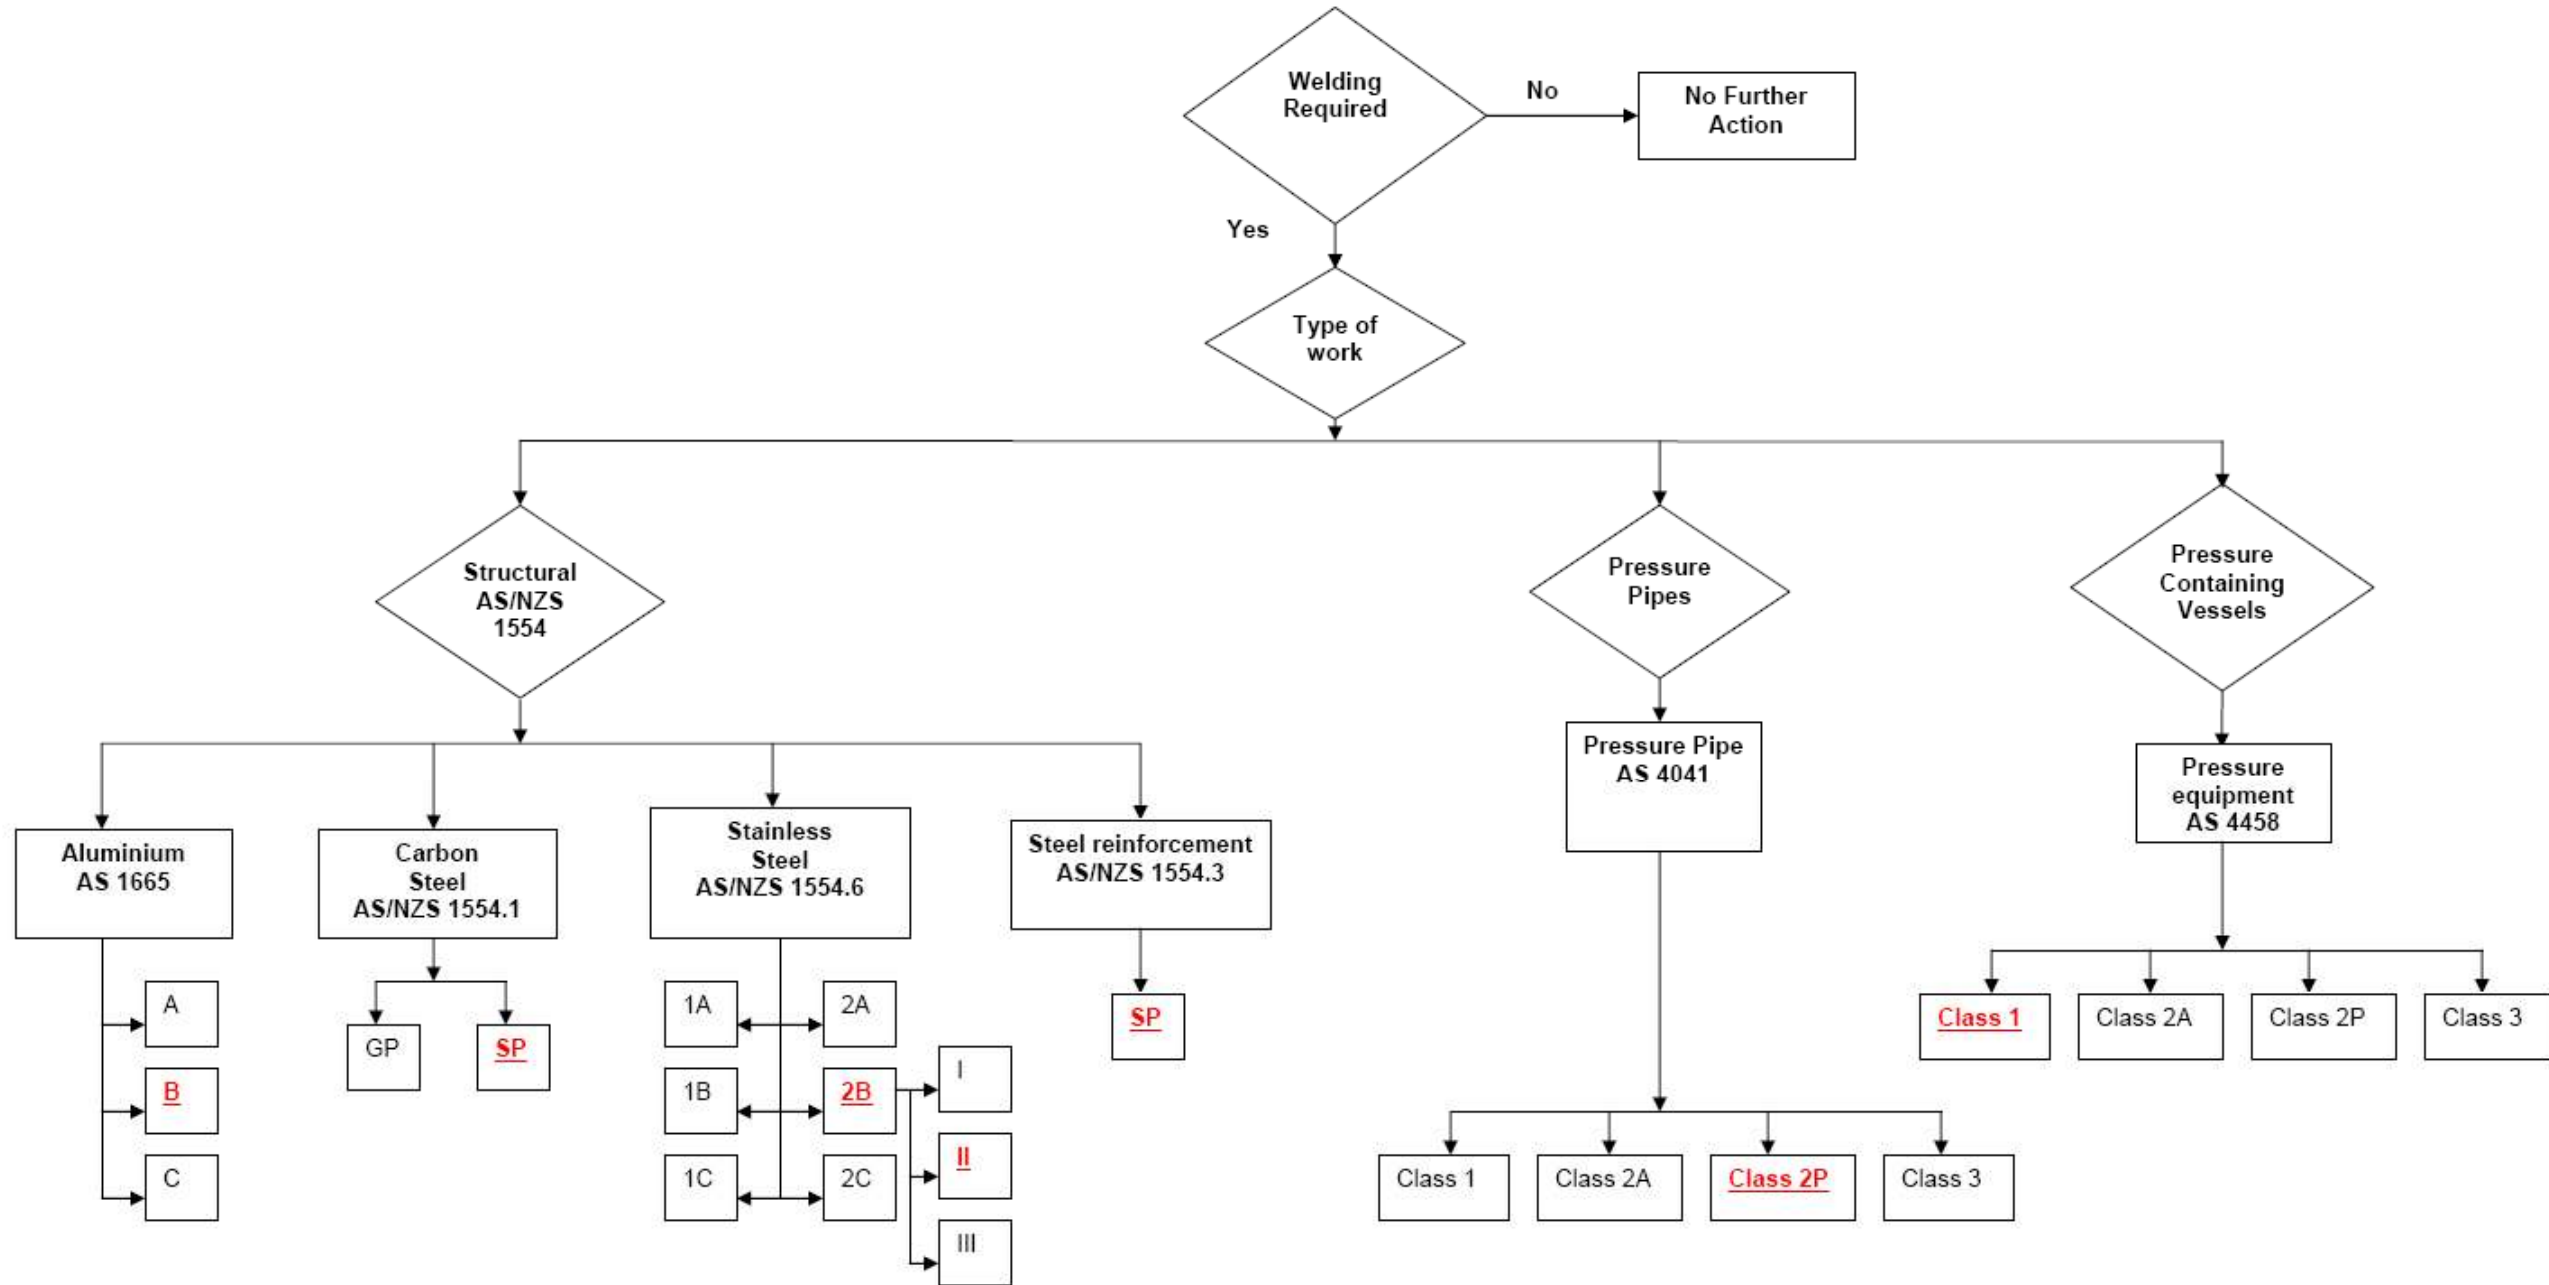 Welding
Required
No
No Further
Action
Yes
Type of
work
Structural
AS/NZS
1554
Pressure
Pipes
Pressure
Containing
Vessels
Aluminium
AS 1665
Carbon
Steel
AS/NZS 1554.1
Stainless
Steel
AS/NZS 1554.6
Steel reinforcement
AS/NZS 1554.3
Pressure Pipe
AS 4041
Pressure
equipment
AS 4458
A
B
C
GP
SP
1A
2A
1B
2B
1C
2C
I
II
III
SP
Class 1
Class 2A
Class 2P
Class 3
Class 1
Class 2A
Class 2P
Class 3